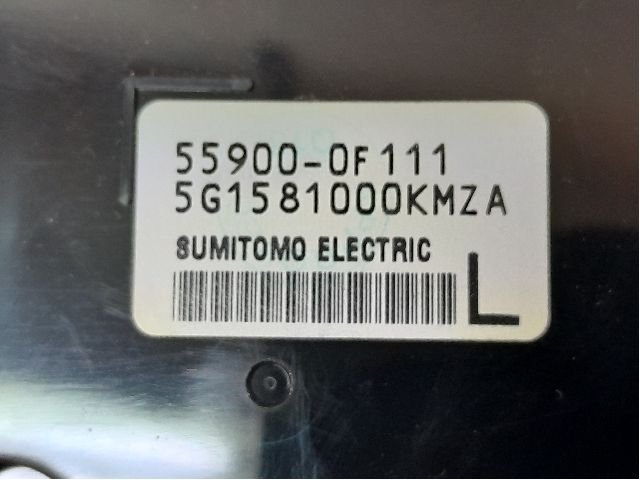 55900-0F111
5G1581000KMZA
SUMITOMO ELECTRIC
L